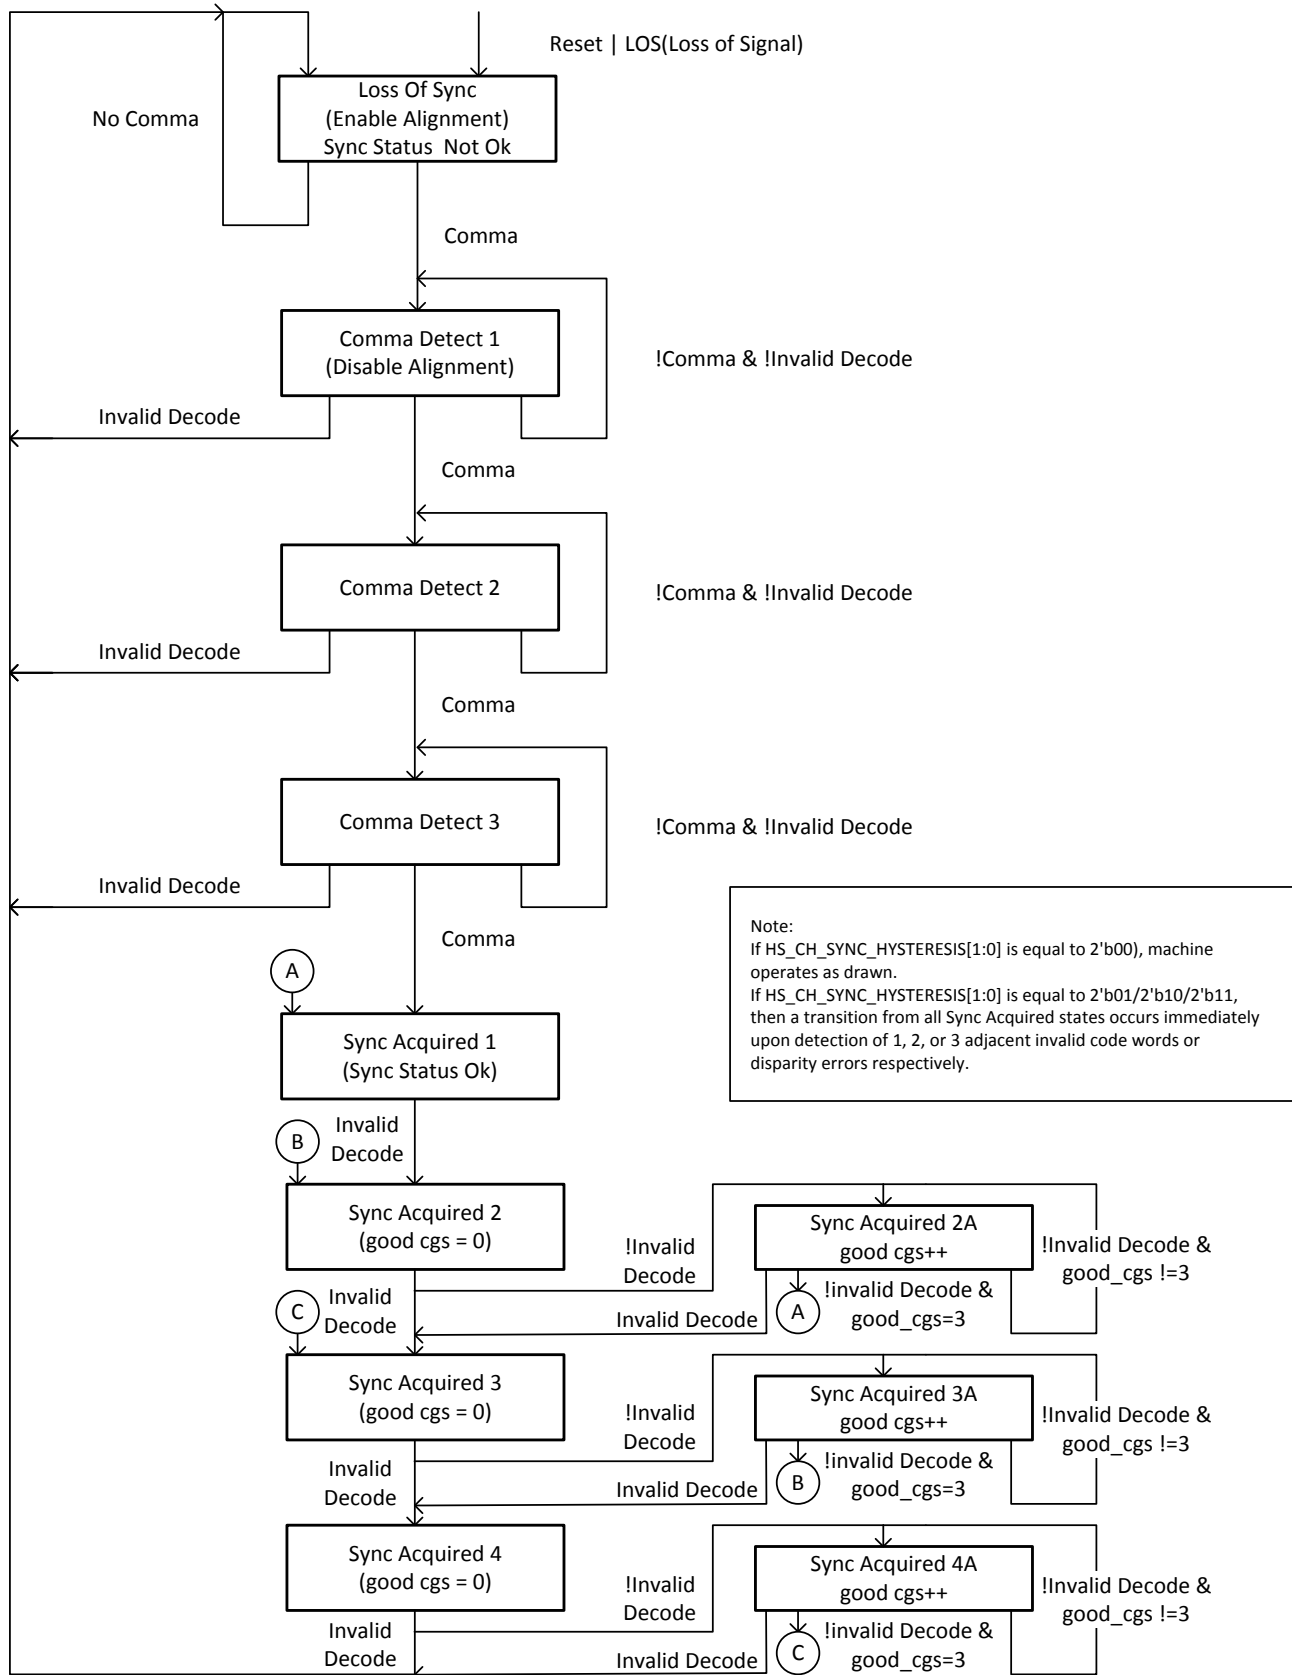 Reset | LOS(Loss of Signal)
Loss Of Sync
(Enable Alignment)
Sync Status  Not Ok
No Comma
Comma
Comma Detect 1
(Disable Alignment)
!Comma & !Invalid Decode
Invalid Decode
Comma
Comma Detect 2
!Comma & !Invalid Decode
Invalid Decode
Comma
Comma Detect 3
!Comma & !Invalid Decode
Invalid Decode
Comma
Note:
If HS_CH_SYNC_HYSTERESIS[1:0] is equal to 2'b00), machine
operates as drawn.
If HS_CH_SYNC_HYSTERESIS[1:0] is equal to 2'b01/2'b10/2'b11,
then a transition from all Sync Acquired states occurs immediately
upon detection of 1, 2, or 3 adjacent invalid code words or
disparity errors respectively.
A
Sync Acquired 1
(Sync Status Ok)
Invalid
Decode
B
Sync Acquired 2
(good cgs = 0)
!Invalid
Decode
Sync Acquired 2A
good cgs++
!Invalid Decode &
good_cgs !=3
A
!invalid Decode &
good_cgs=3
Invalid Decode
Invalid
Decode
C
Sync Acquired 3
(good cgs = 0)
!Invalid
Decode
Sync Acquired 3A
good cgs++
!Invalid Decode &
good_cgs !=3
B
!invalid Decode &
good_cgs=3
Invalid Decode
Invalid
Decode
Sync Acquired 4
(good cgs = 0)
!Invalid
Decode
Sync Acquired 4A
good cgs++
!Invalid Decode &
good_cgs !=3
C
!invalid Decode &
good_cgs=3
Invalid Decode
Invalid
Decode